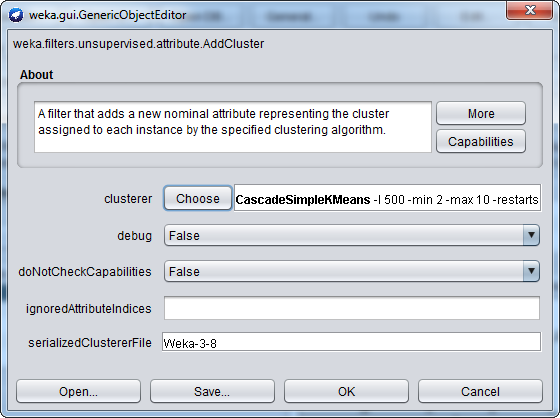 weka.gui.GenericObjectEditor
weka.filters.unsupervised.attribute.AddCluster
About
A filter that adds a new nominal attribute representing the cluster
assigned to each instance by the specified clustering algorithm.
More
Capabilities
clusterer
Choose
CascadeSimpleKMeans -I 500 -min 2 -max 10 -restarts
debug
False
doNotCheckCapabilities
False
ignoredAttributeIndices
serializedClustererFile
Weka-3-8
Open...
Save...
OK
Cancel